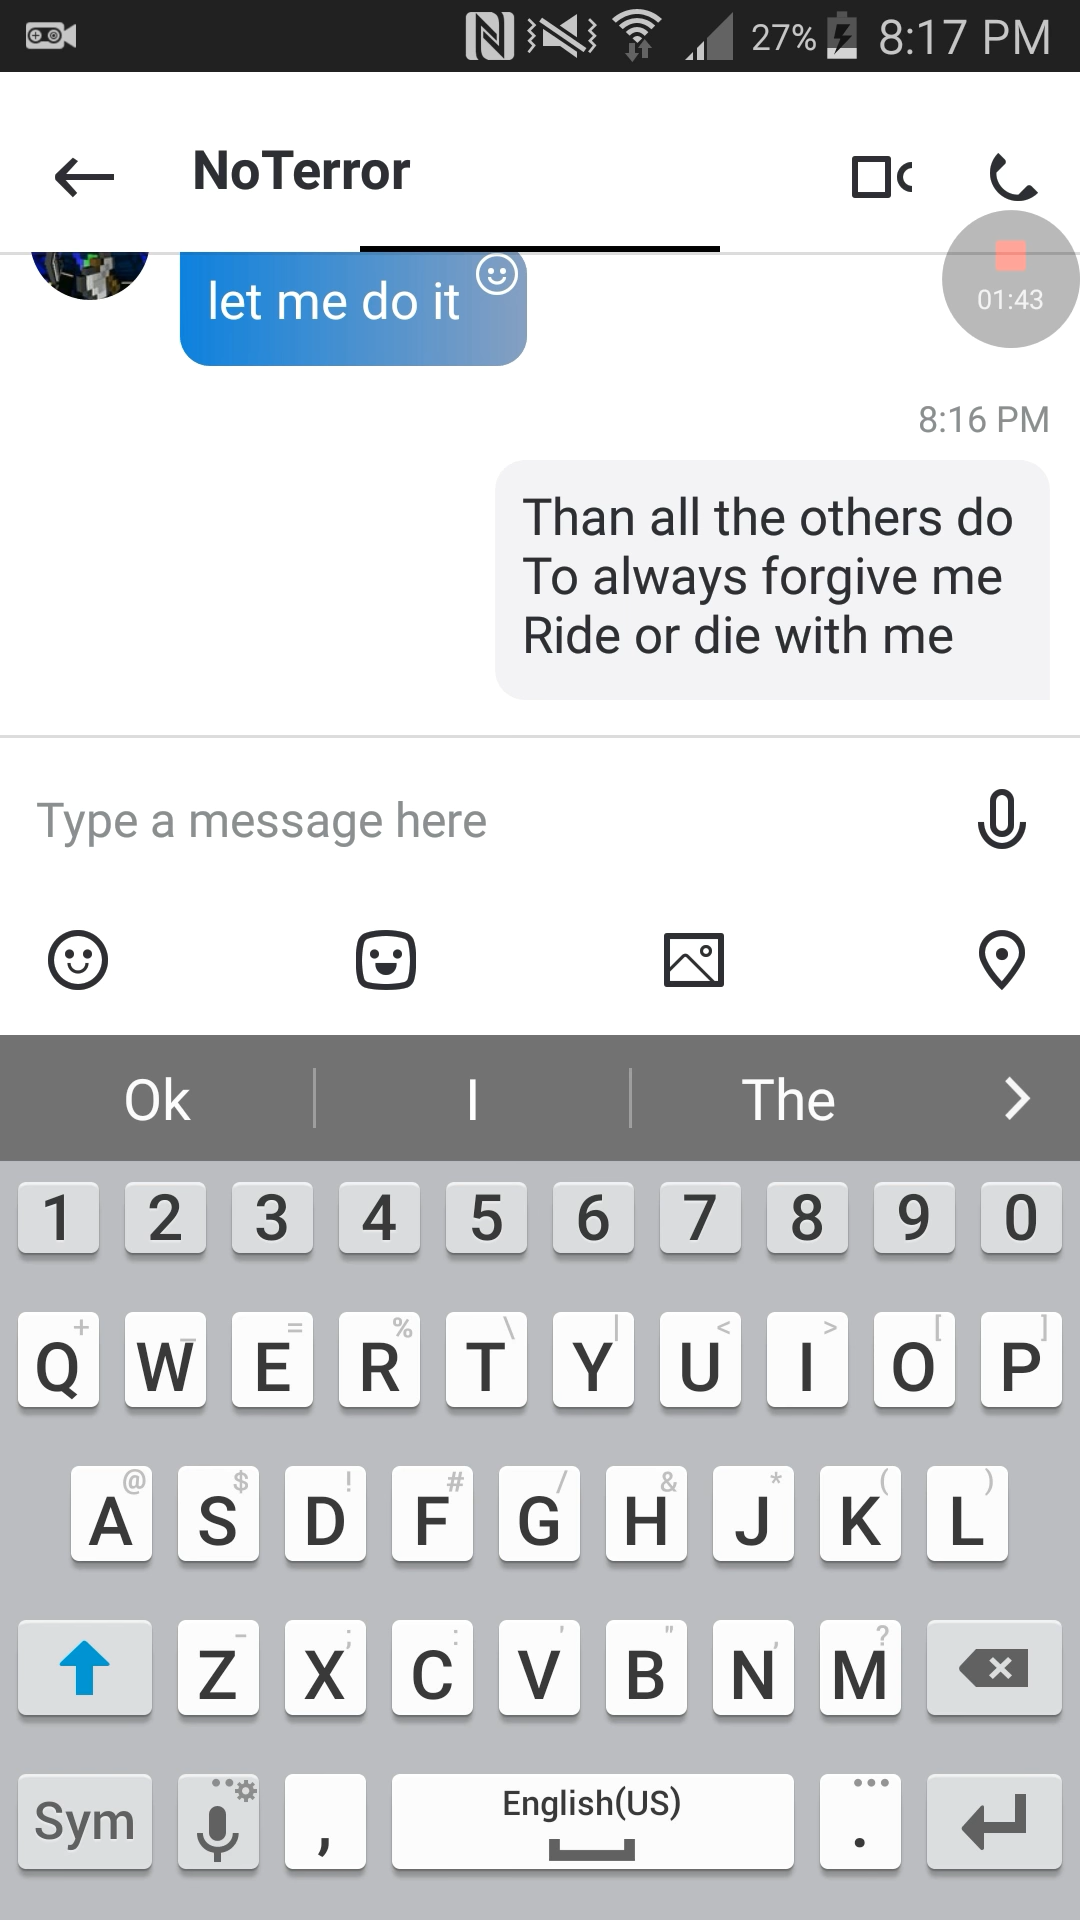 27% 8:17 PM
NoTerror
let me do it
01:43
8:16 PM
Than all the others do
To always forgive me
Ride or die with me
Type a message here
Ok I The
1 2 3 4 5 6 7 8 9 0
+ _ = % \ | < > [ ]
Q W E R T Y U I O P
@ $ ! # / & * ( )
A S D F G H J K L
- ; : ' " , ?
Z X C V B N M
Sym , English(US) .